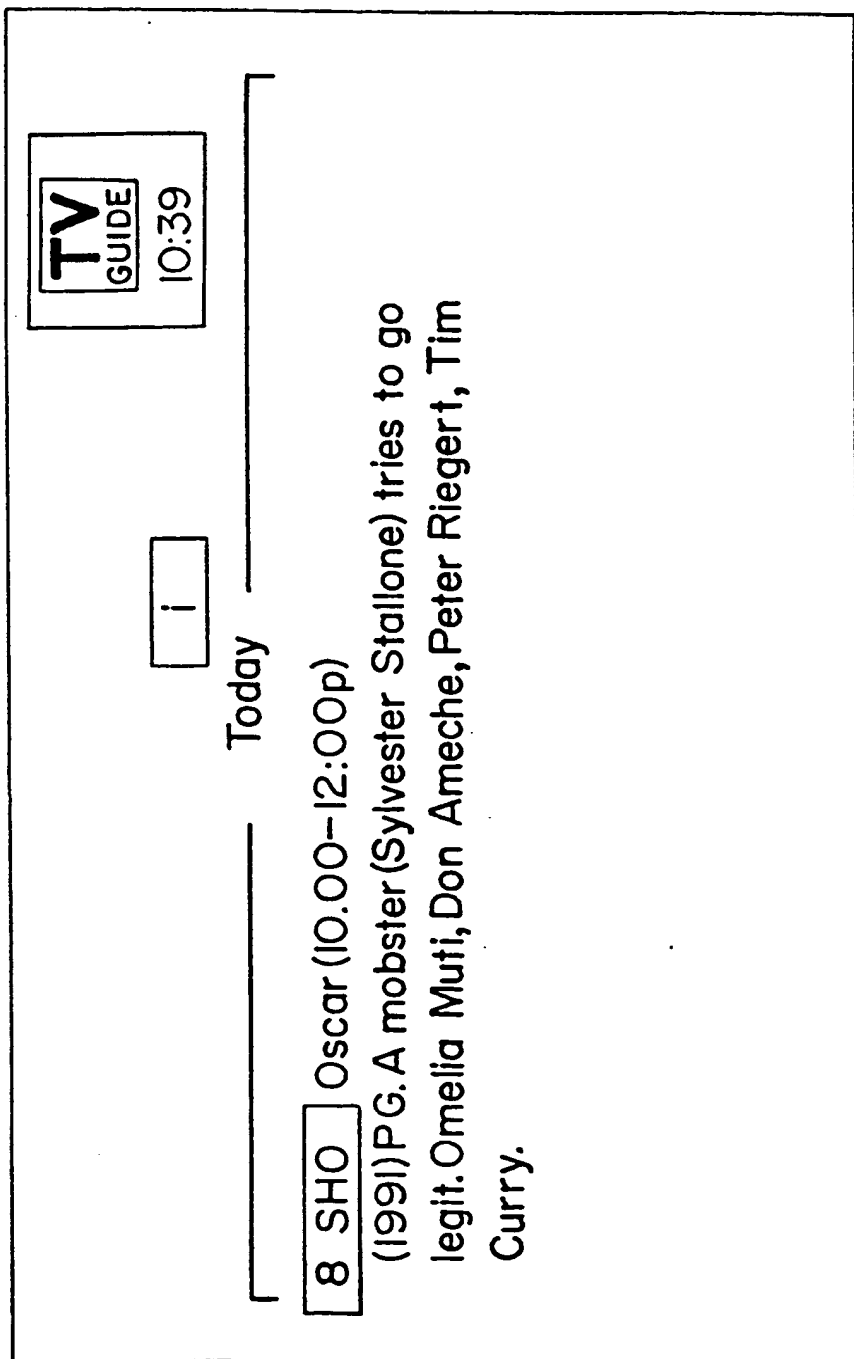 TV
GUIDE
10:39
i
Today
8 SHO Oscar (10.00-12:00p)
(1991) PG. A mobster (Sylvester Stallone) tries to go
legit. Omelia Muti, Don Ameche, Peter Riegert, Tim
Curry.